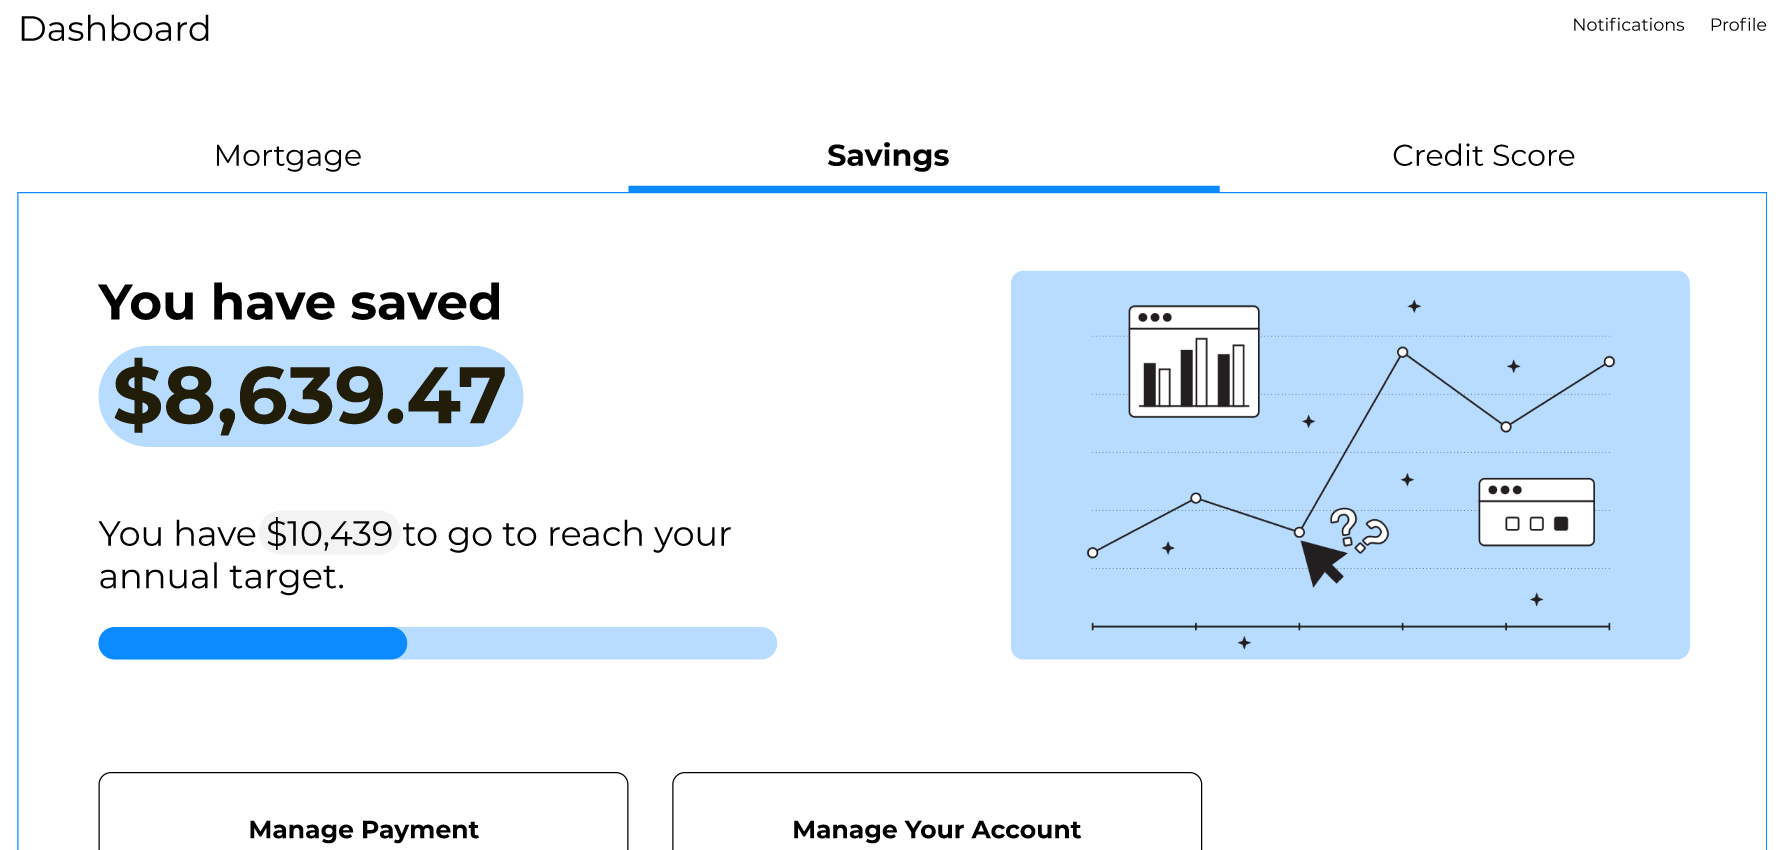 Dashboard
Notifications
Profile
Mortgage
Savings
Credit Score
You have saved
$8,639.47
You have $10,439 to go to reach your
annual target.
??
Manage Payment
Manage Your Account